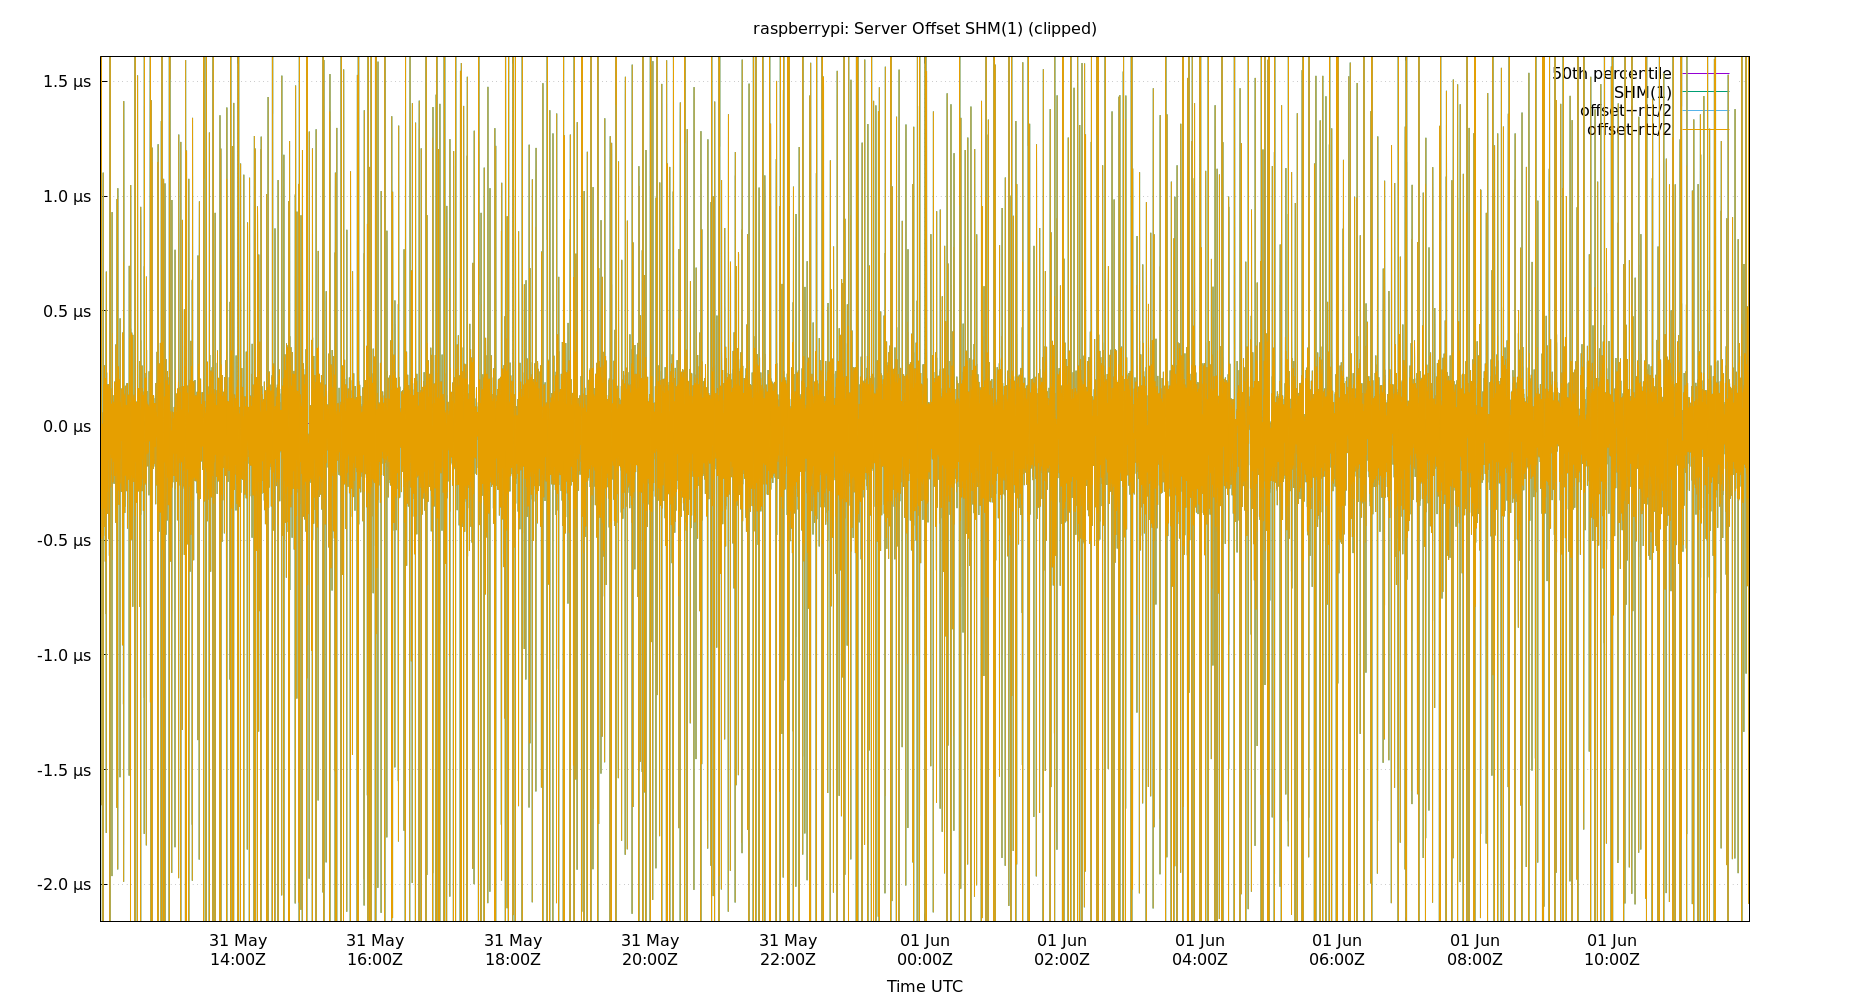 raspberrypi: Server Offset SHM(1) (clipped)
1.5 µs
1.0 µs
0.5 µs
0.0 µs
-0.5 µs
-1.0 µs
-1.5 µs
-2.0 µs
50th percentile
SHM(1)
offset--rtt/2
offset-rtt/2
31 May 31 May 31 May 31 May 31 May 01 Jun 01 Jun 01 Jun 01 Jun 01 Jun 01 Jun
14:00Z 16:00Z 18:00Z 20:00Z 22:00Z 00:00Z 02:00Z 04:00Z 06:00Z 08:00Z 10:00Z
Time UTC